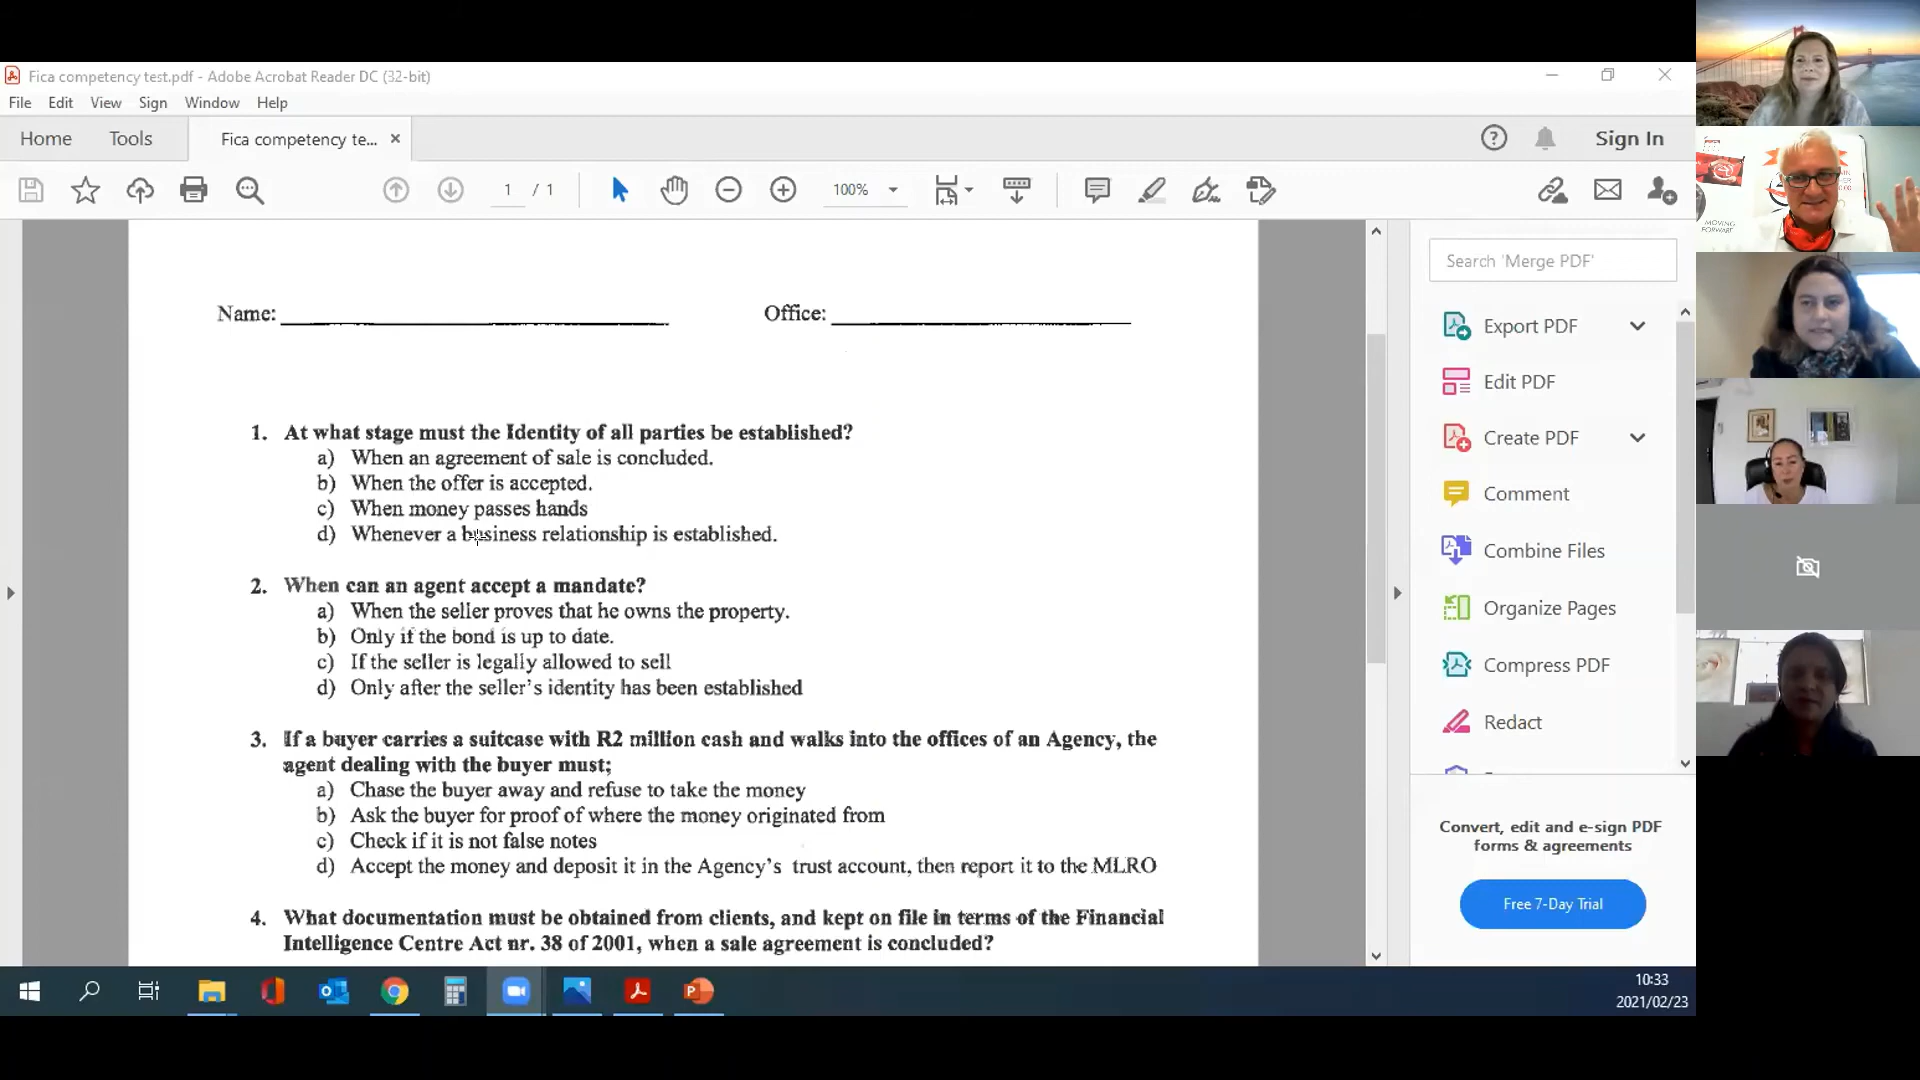 Fica competency test.pdf - Adobe Acrobat Reader DC (32-bit)
File Edit View Sign Window Help
Home Tools Fica competency te... × Sign In
1 / 1 100%
Search 'Merge PDF'
Name: Office:
1. At what stage must the Identity of all parties be established?
a) When an agreement of sale is concluded.
b) When the offer is accepted.
c) When money passes hands
d) Whenever a business relationship is established.
2. When can an agent accept a mandate?
a) When the seller proves that he owns the property.
b) Only if the bond is up to date.
c) If the seller is legally allowed to sell
d) Only after the seller's identity has been established
3. If a buyer carries a suitcase with R2 million cash and walks into the offices of an Agency, the
agent dealing with the buyer must;
a) Chase the buyer away and refuse to take the money
b) Ask the buyer for proof of where the money originated from
c) Check if it is not false notes
d) Accept the money and deposit it in the Agency's trust account, then report it to the MLRO
4. What documentation must be obtained from clients, and kept on file in terms of the Financial
Intelligence Centre Act nr. 38 of 2001, when a sale agreement is concluded?
Export PDF
Edit PDF
Create PDF
Comment
Combine Files
Organize Pages
Compress PDF
Redact
Convert, edit and e-sign PDF
forms & agreements
Free 7-Day Trial
10:33
2021/02/23
MOVING
FORWARD